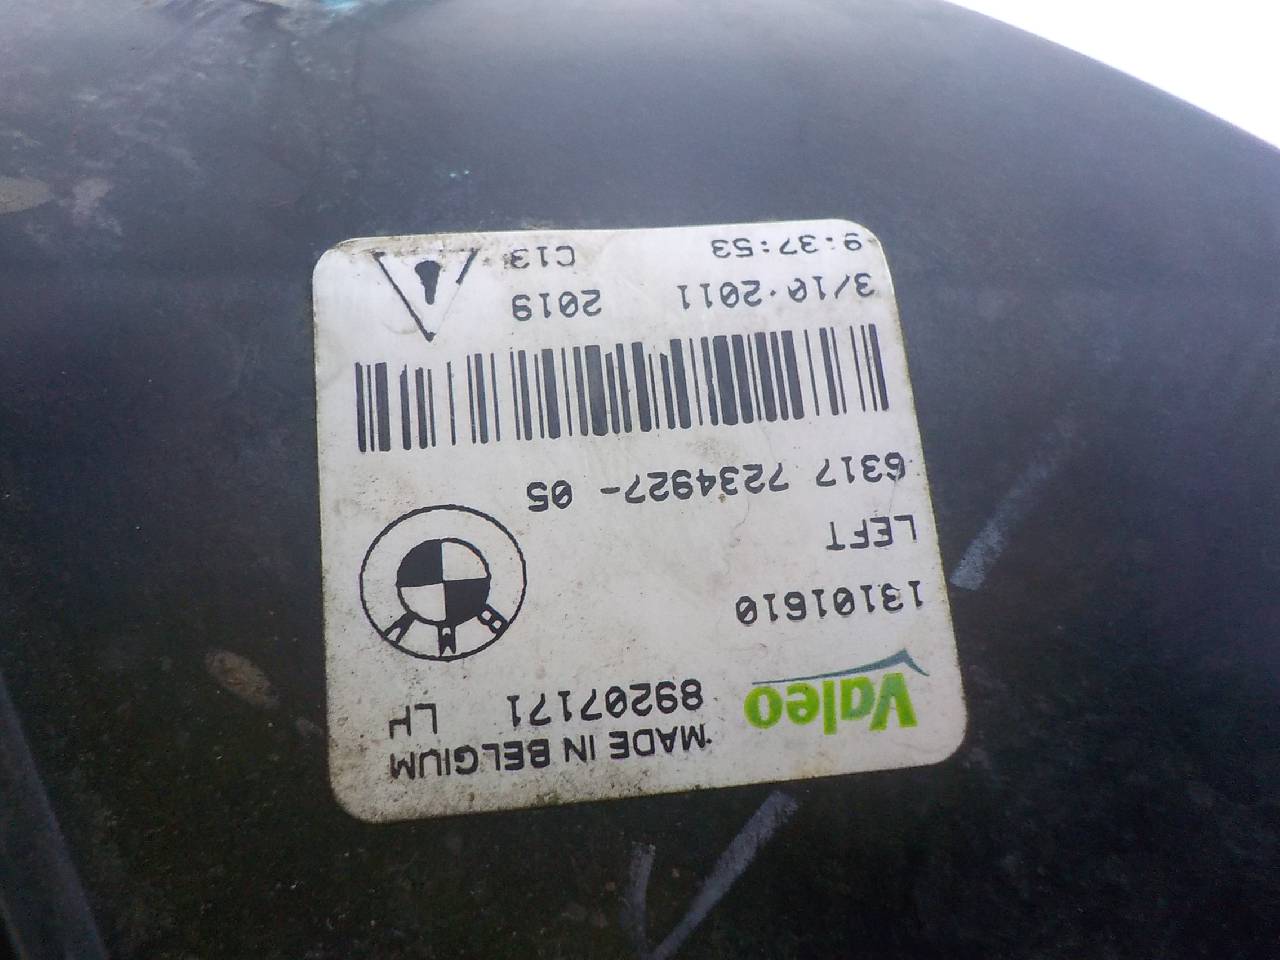 MADE IN BELGIUM
Valeo 89207171 LH
13101610
LEFT
BMW
6317 7234927- 05
3/10.2011 2019
9:37:53 C13